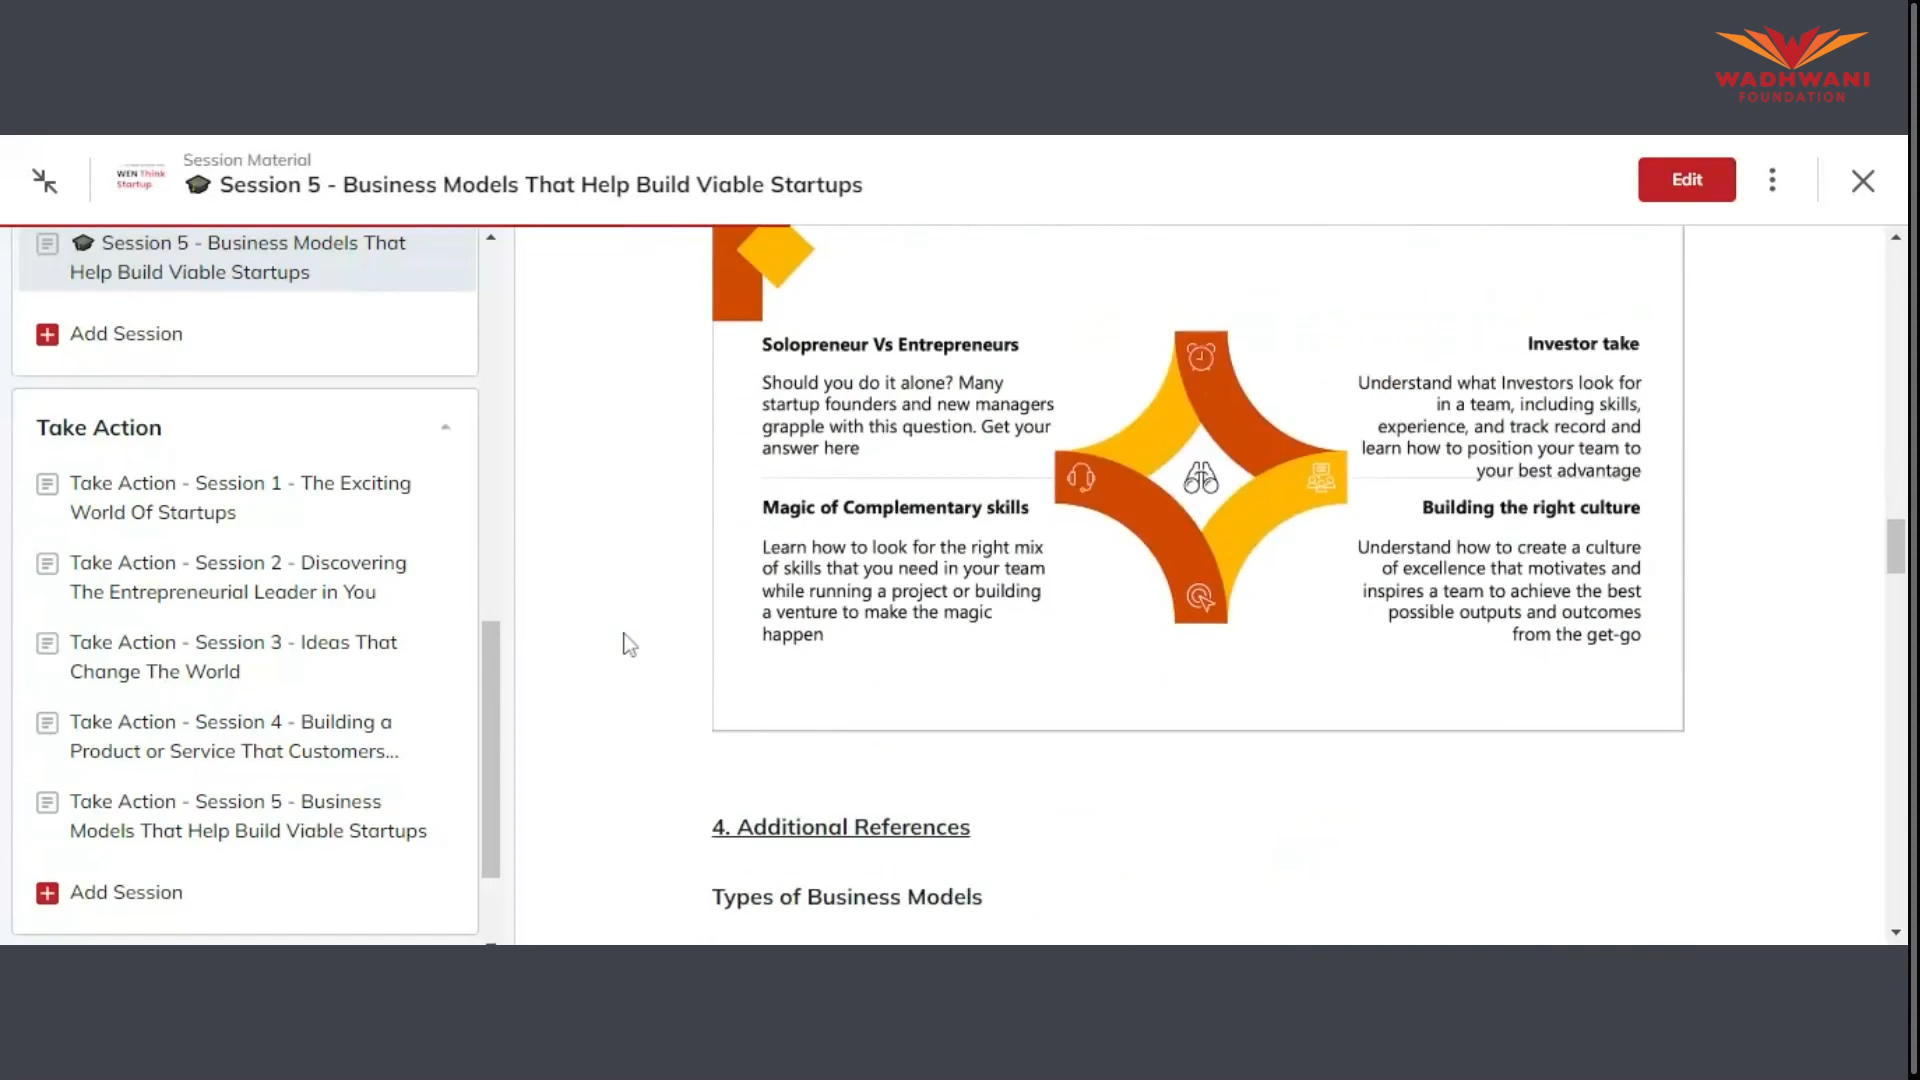 WADHWANI
FOUNDATION
WEN Think
Startup
Session Material
Session 5 - Business Models That Help Build Viable Startups
Edit
Session 5 - Business Models That
Help Build Viable Startups
Add Session
Take Action
Take Action - Session 1 - The Exciting
World Of Startups
Take Action - Session 2 - Discovering
The Entrepreneurial Leader in You
Take Action - Session 3 - Ideas That
Change The World
Take Action - Session 4 - Building a
Product or Service That Customers...
Take Action - Session 5 - Business
Models That Help Build Viable Startups
Add Session
Solopreneur Vs Entrepreneurs
Should you do it alone? Many
startup founders and new managers
grapple with this question. Get your
answer here
Magic of Complementary skills
Learn how to look for the right mix
of skills that you need in your team
while running a project or building
a venture to make the magic
happen
Investor take
Understand what Investors look for
in a team, including skills,
experience, and track record and
learn how to position your team to
your best advantage
Building the right culture
Understand how to create a culture
of excellence that motivates and
inspires a team to achieve the best
possible outputs and outcomes
from the get-go
4. Additional References
Types of Business Models